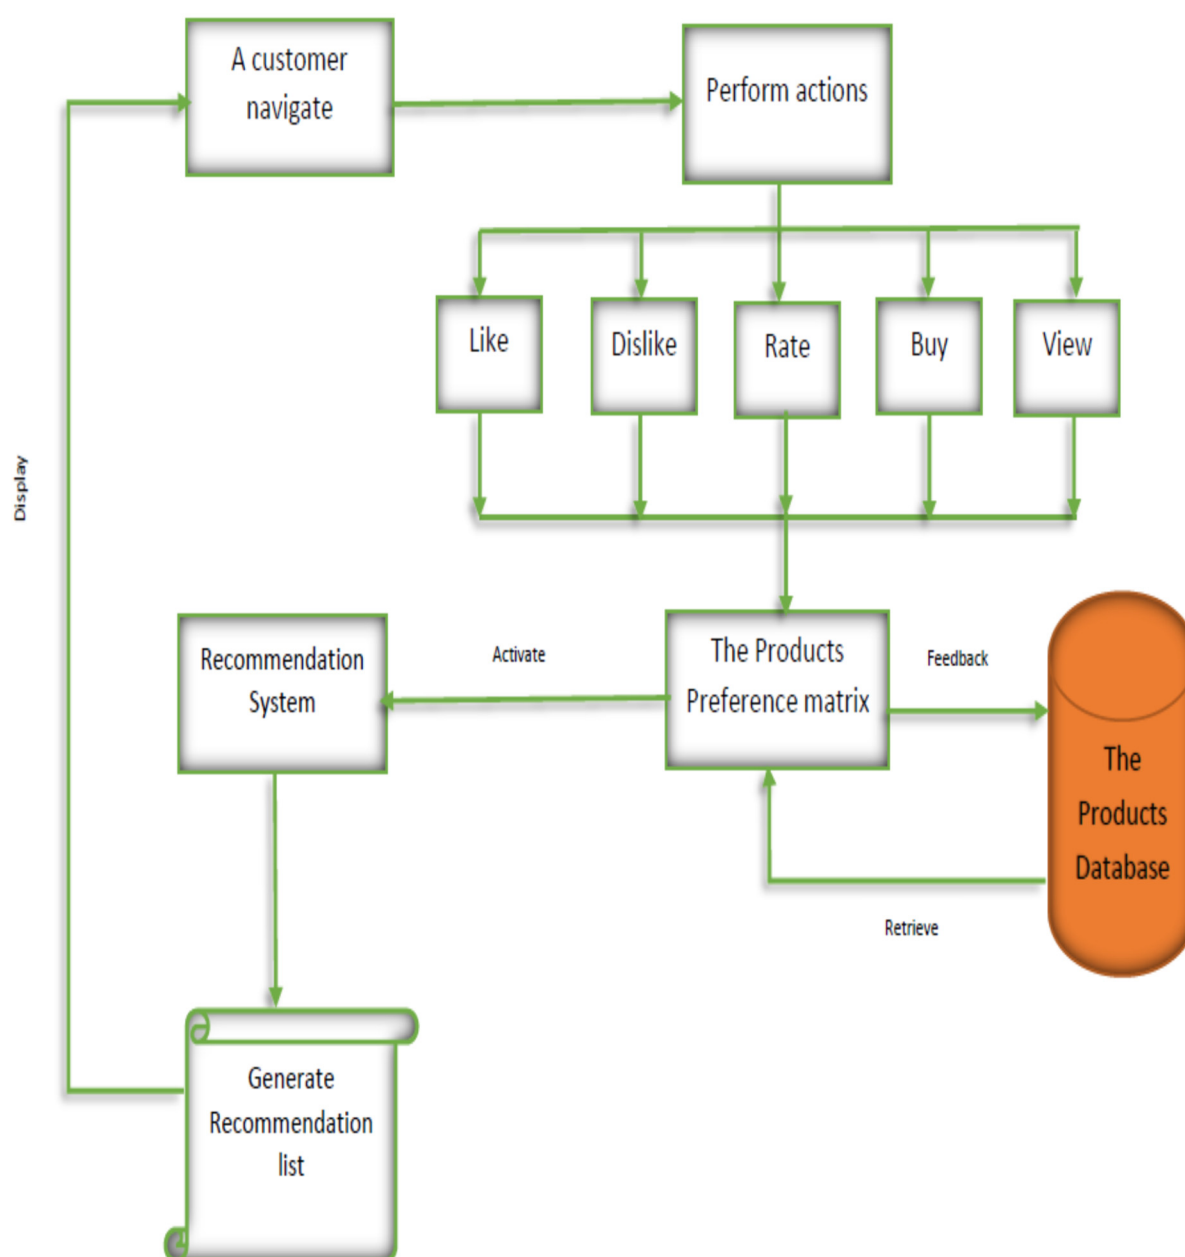 A customer
navigate
Perform actions
Like
Dislike
Rate
Buy
View
Display
Recommendation
System
Activate
The Products
Preference matrix
Feedback
The
Products
Database
Retrieve
Generate
Recommendation
list